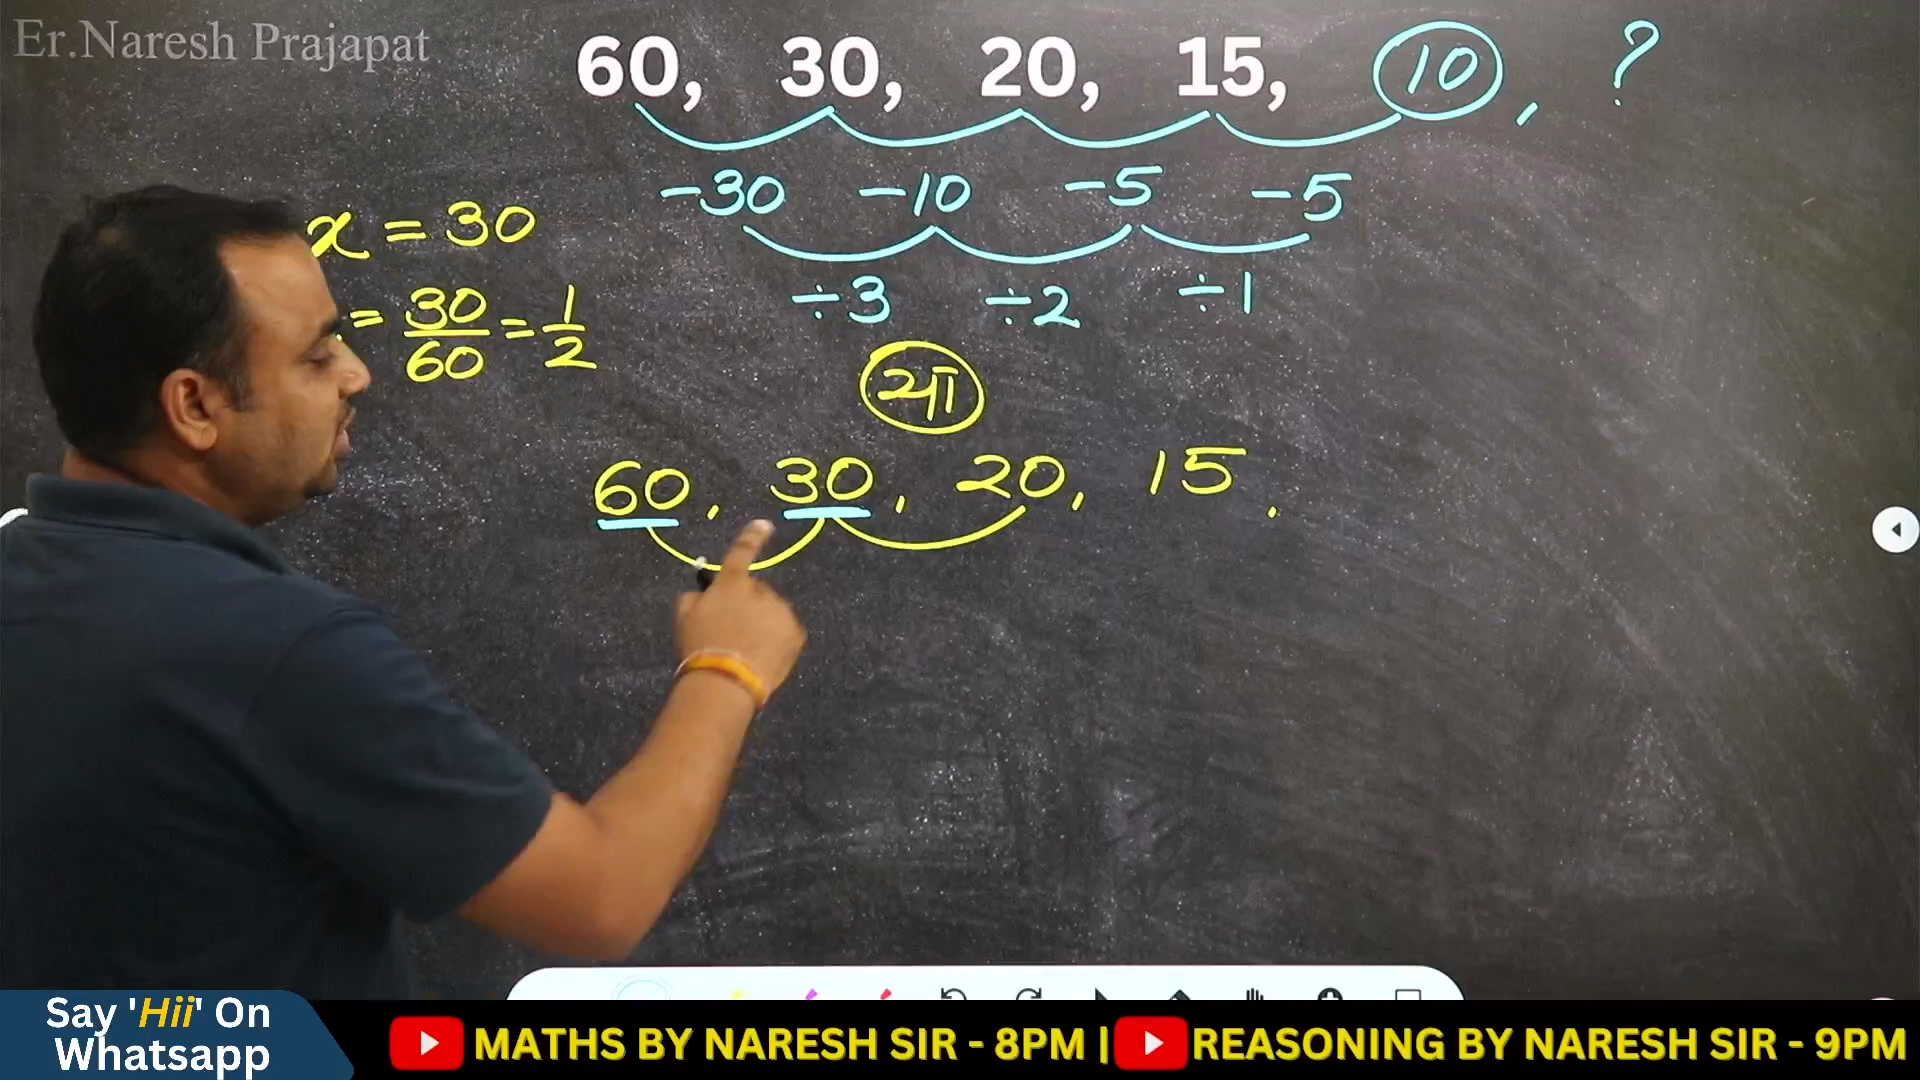 Er.Naresh Prajapat
60, 30, 20, 15, 10, ?
-30 -10 -5 -5
÷3 ÷2 ÷1
x = 30
= 30/60 = 1/2
या
60, 30, 20, 15,
Say 'Hii' On
Whatsapp
MATHS BY NARESH SIR - 8PM | REASONING BY NARESH SIR - 9PM